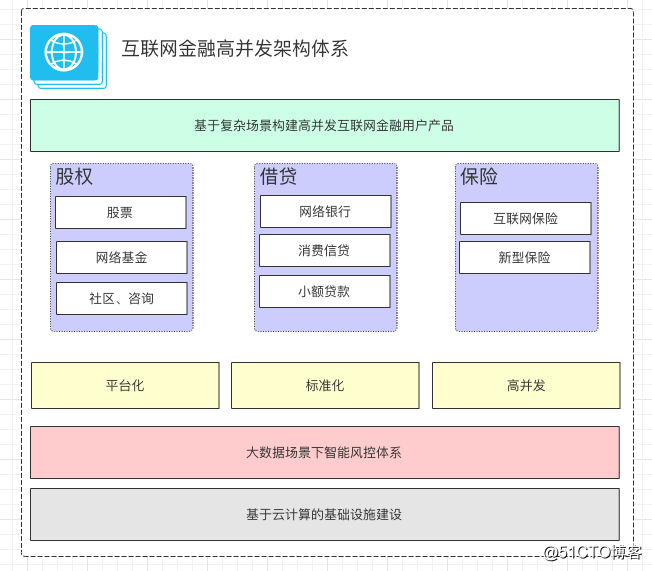 互联网金融高并发架构体系
基于复杂场景构建高并发互联网金融用户产品
股权
股票
网络基金
社区、咨询
借贷
网络银行
消费信贷
小额贷款
保险
互联网保险
新型保险
平台化
标准化
高并发
大数据场景下智能风控体系
基于云计算的基础设施建设
@51CTO博客